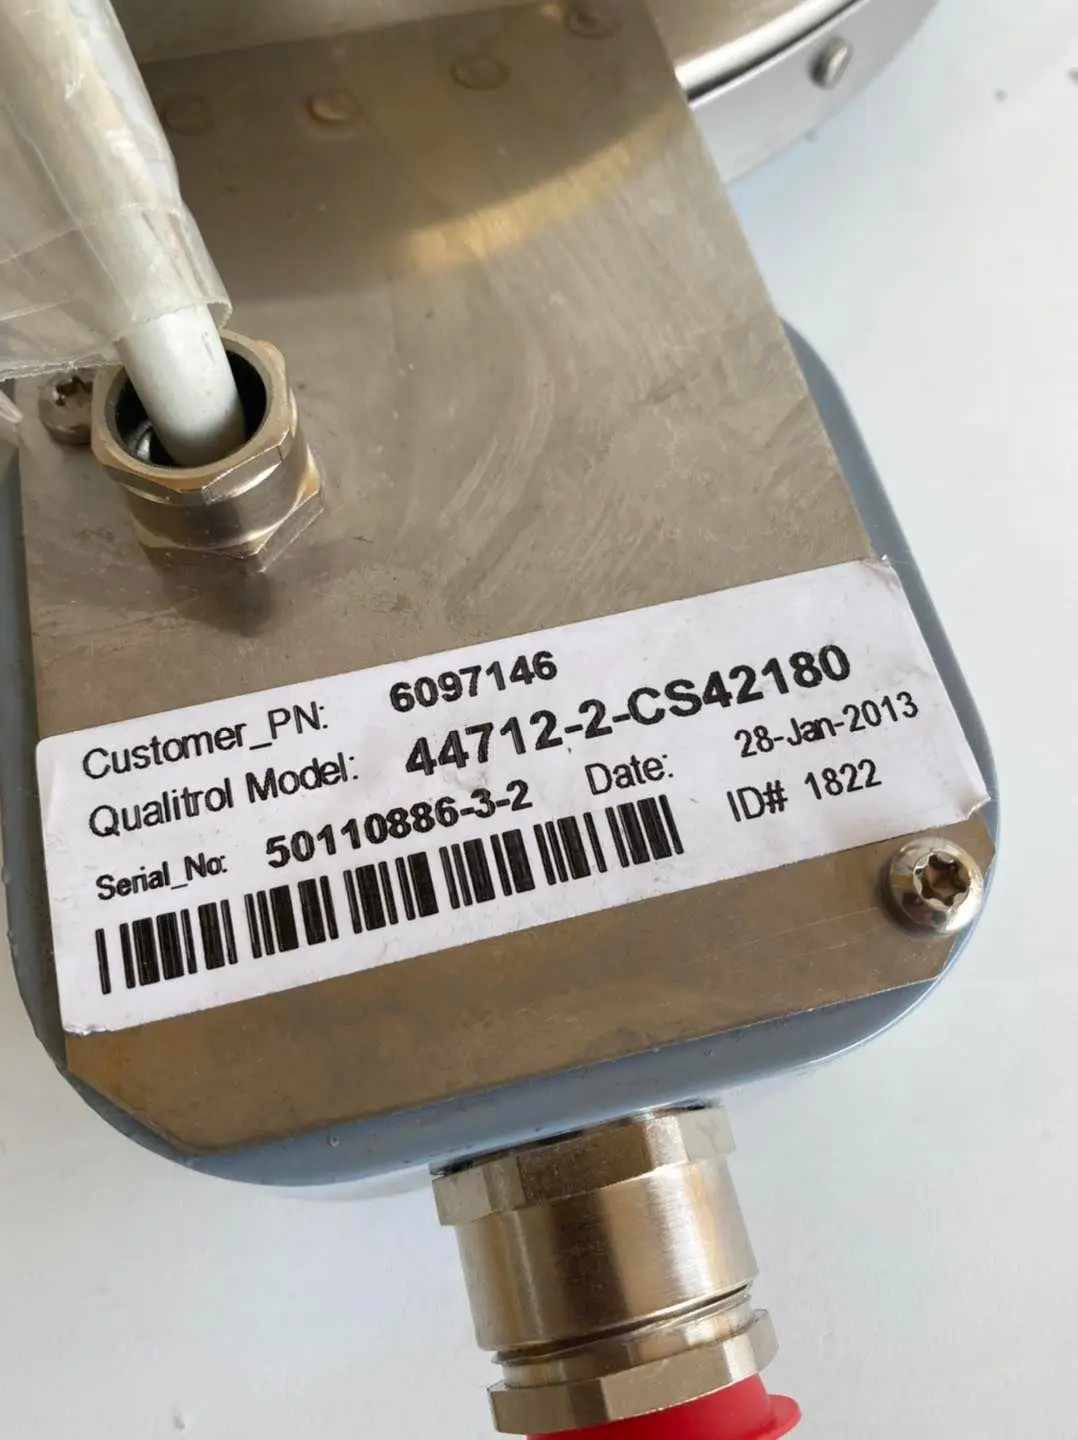 Customer_PN: 6097146
Qualitrol Model: 44712-2-CS42180
Serial_No: 50110886-3-2 Date: 28-Jan-2013
ID# 1822